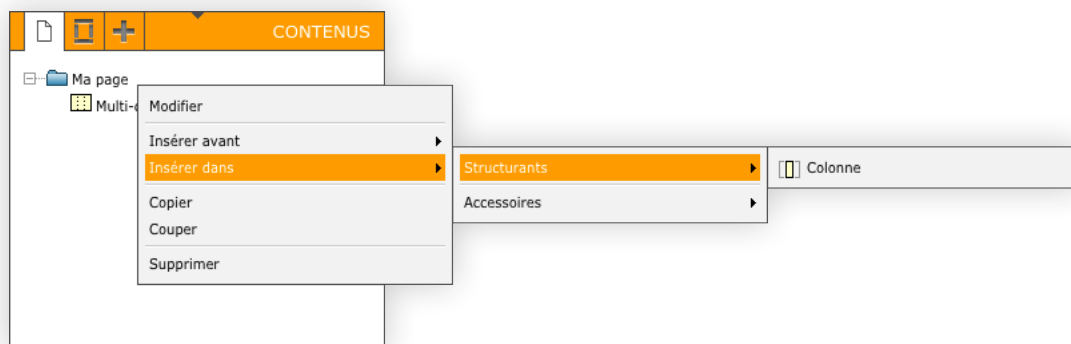 CONTENUS
Ma page
Multi-
Modifier
Insérer avant
Insérer dans
Copier
Couper
Supprimer
Structurants
Accessoires
Colonne